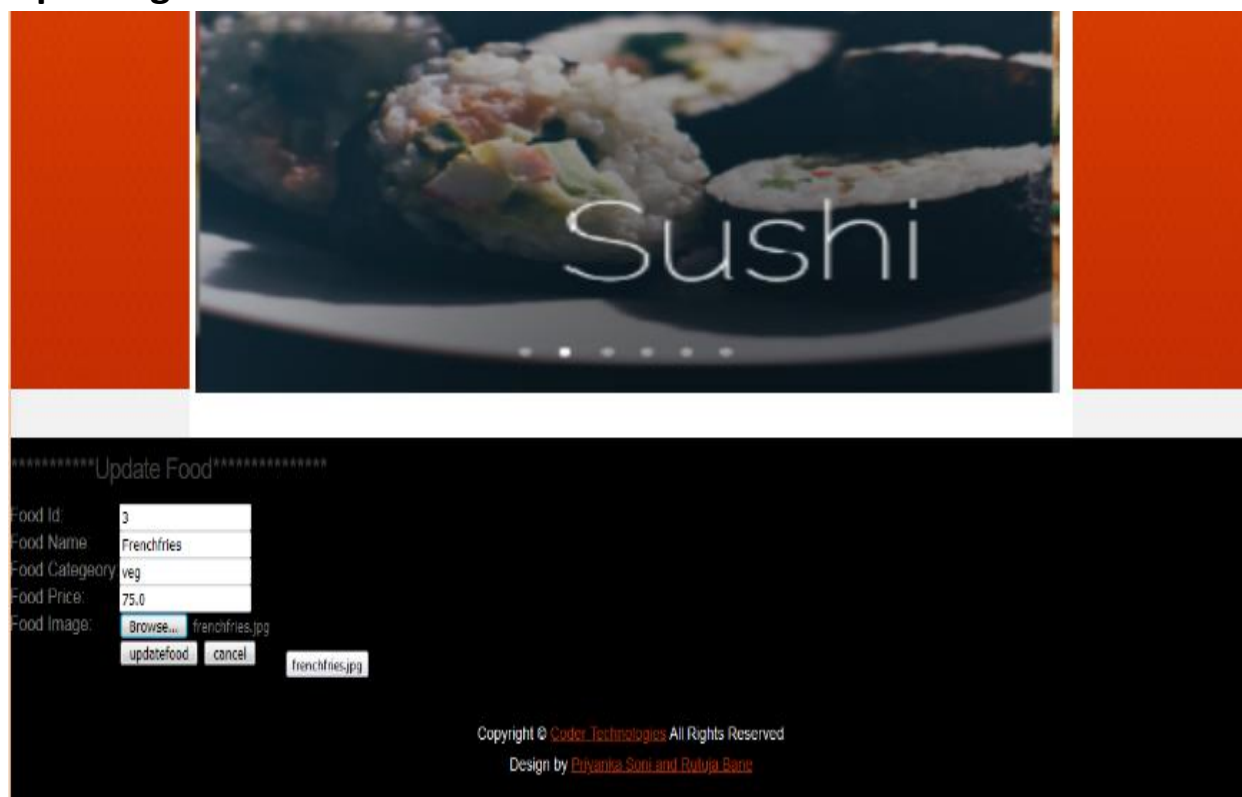 Sushi
***********Update Food***************
Food Id: 3
Food Name: Frenchfries
Food Categeory veg
Food Price: 75.0
Food Image: Browse... frenchfries.jpg
updatefood cancel
frenchfries.jpg
Copyright © Coder Technologies All Rights Reserved
Design by Priyanka Soni and Rutuja Bane